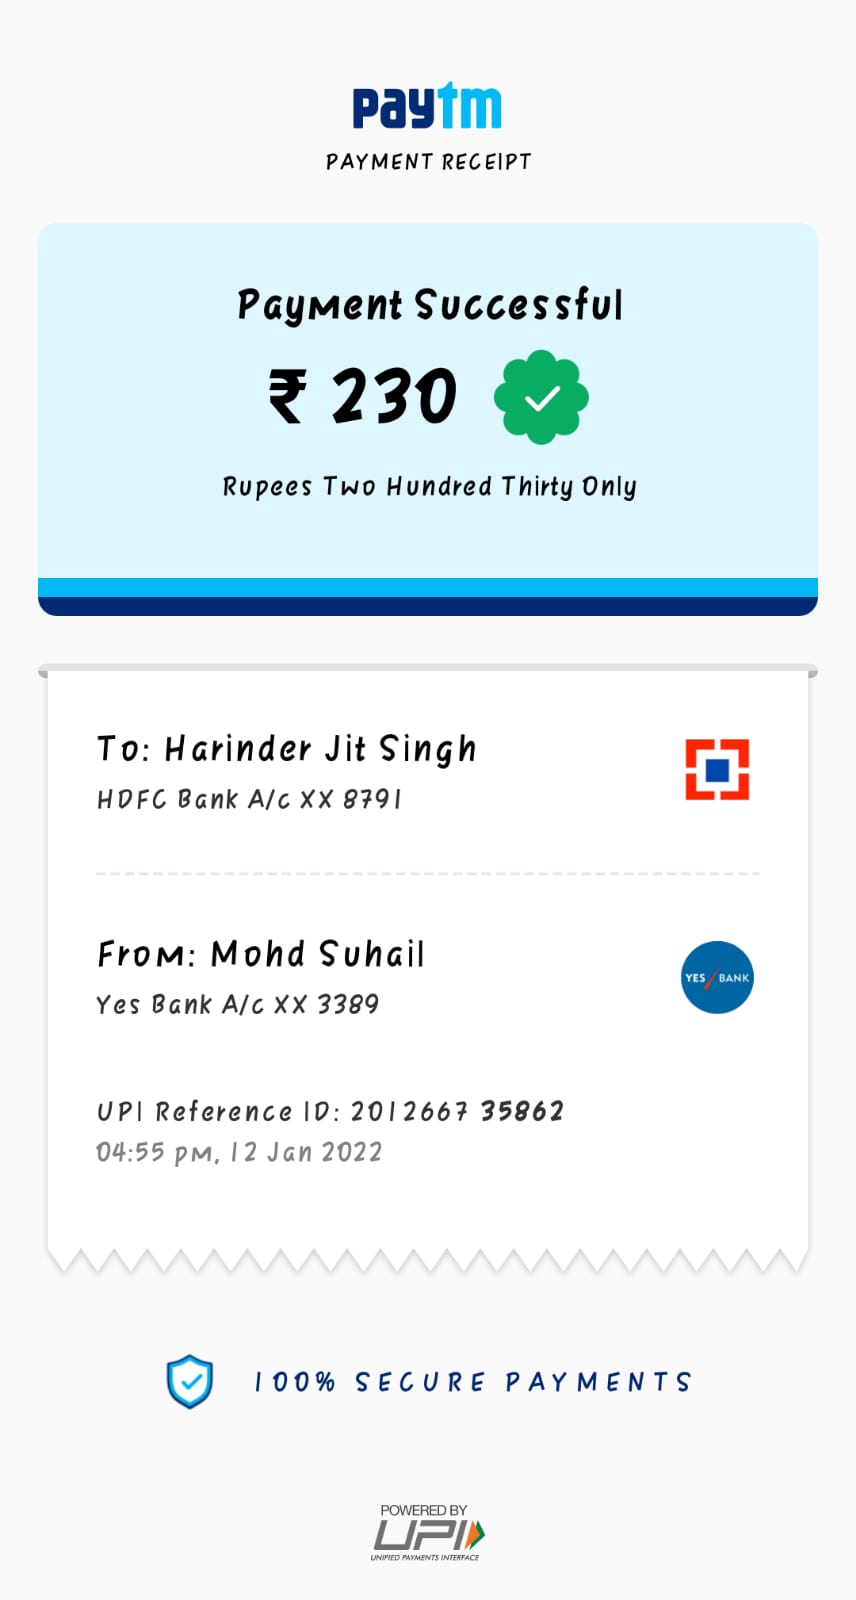 paytm
PAYMENT RECEIPT
Payment Successful
₹ 230
Rupees Two Hundred Thirty Only
To: Harinder Jit Singh
HDFC Bank A/c XX 8791
From: Mohd Suhail
YES BANK
Yes Bank A/c XX 3389
UPI Reference ID: 2012667 35862
04:55 pm, 12 Jan 2022
100% SECURE PAYMENTS
POWERED BY
UPI
UNIFIED PAYMENTS INTERFACE